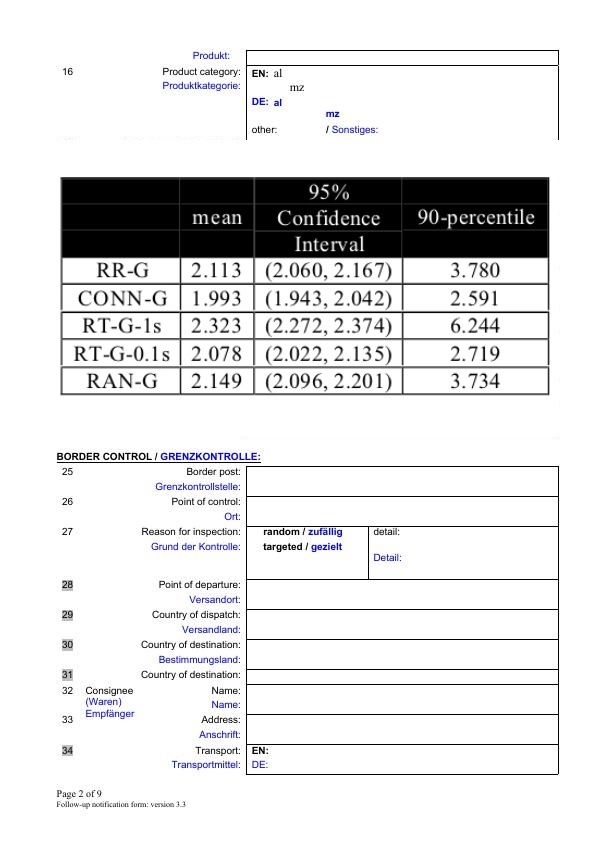 Produkt:
16 Product category: EN: al
Produktkategorie: mz
DE: al
mz
other: / Sonstiges:
95%
mean Confidence 90-percentile
Interval
RR-G 2.113 (2.060, 2.167) 3.780
CONN-G 1.993 (1.943, 2.042) 2.591
RT-G-1s 2.323 (2.272, 2.374) 6.244
RT-G-0.1s 2.078 (2.022, 2.135) 2.719
RAN-G 2.149 (2.096, 2.201) 3.734
BORDER CONTROL / GRENZKONTROLLE:
25 Border post:
Grenzkontrollstelle:
26 Point of control:
Ort:
27 Reason for inspection: random / zufällig detail:
Grund der Kontrolle: targeted / gezielt
Detail:
28 Point of departure:
Versandort:
29 Country of dispatch:
Versandland:
30 Country of destination:
Bestimmungsland:
31 Country of destination:
32 Consignee Name:
(Waren) Name:
Empfänger
33 Address:
Anschrift:
34 Transport: EN:
Transportmittel: DE:
Page 2 of 9
Follow-up notification form: version 3.3